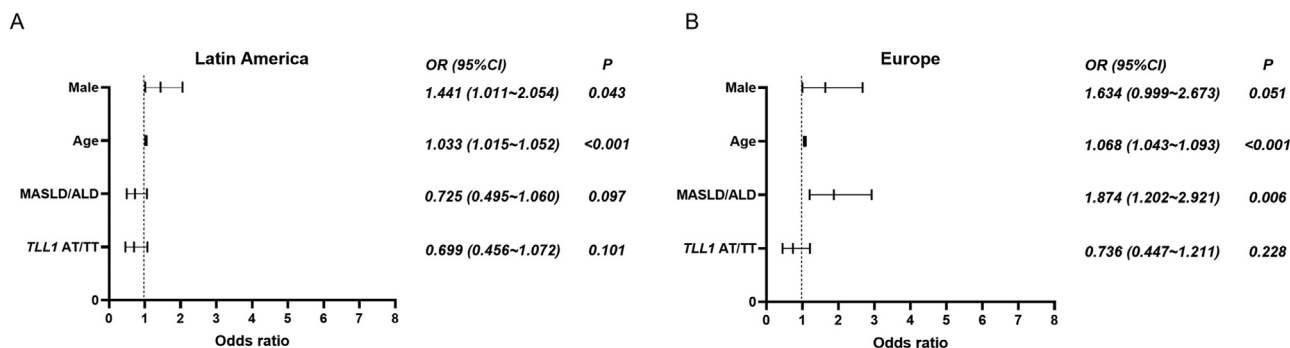 A
Latin America
OR (95%CI) P
Male 1.441 (1.011~2.054) 0.043
Age 1.033 (1.015~1.052) <0.001
MASLD/ALD 0.725 (0.495~1.060) 0.097
TLL1 AT/TT 0.699 (0.456~1.072) 0.101
0
0 1 2 3 4 5 6 7 8
Odds ratio
B
Europe
OR (95%CI) P
Male 1.634 (0.999~2.673) 0.051
Age 1.068 (1.043~1.093) <0.001
MASLD/ALD 1.874 (1.202~2.921) 0.006
TLL1 AT/TT 0.736 (0.447~1.211) 0.228
0
0 1 2 3 4 5 6 7 8
Odds ratio